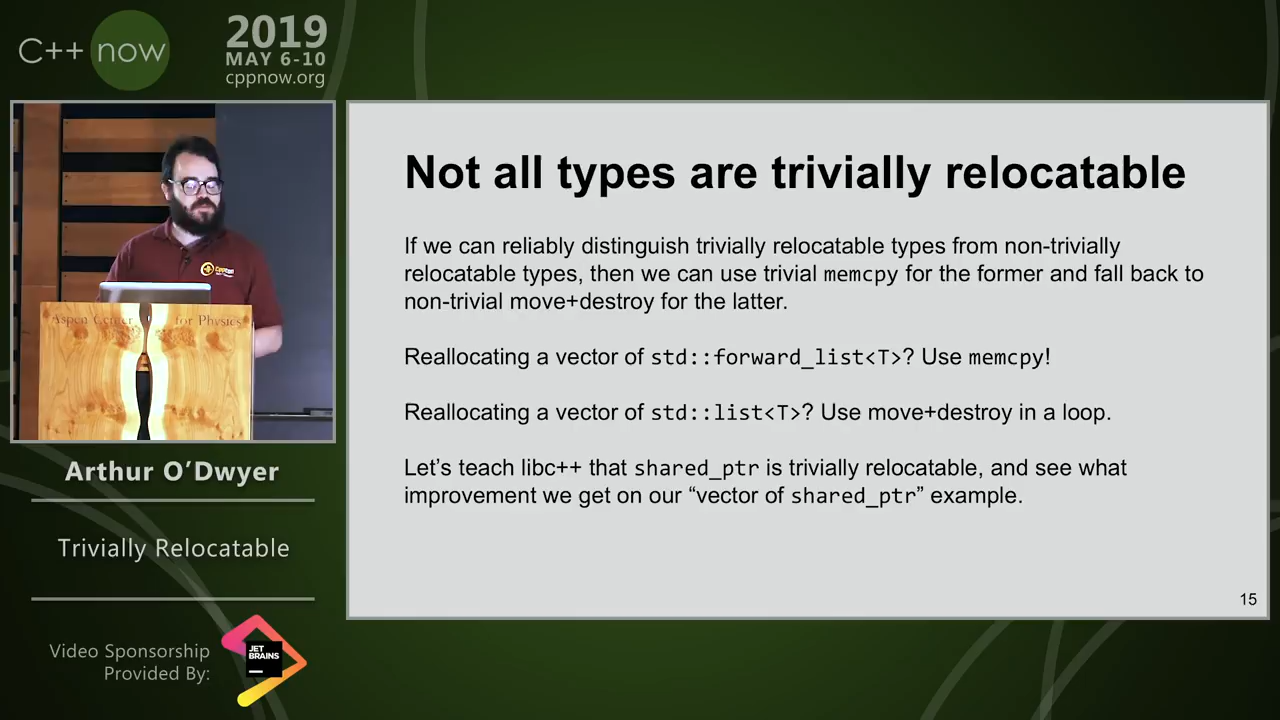 C++ now
2019
MAY 6-10
cppnow.org
Aspen Center for Physics
Arthur O’Dwyer
Trivially Relocatable
Video Sponsorship
Provided By:
JET
BRAINS
Not all types are trivially relocatable
If we can reliably distinguish trivially relocatable types from non-trivially
relocatable types, then we can use trivial memcpy for the former and fall back to
non-trivial move+destroy for the latter.
Reallocating a vector of std::forward_list<T>? Use memcpy!
Reallocating a vector of std::list<T>? Use move+destroy in a loop.
Let’s teach libc++ that shared_ptr is trivially relocatable, and see what
improvement we get on our “vector of shared_ptr” example.
15